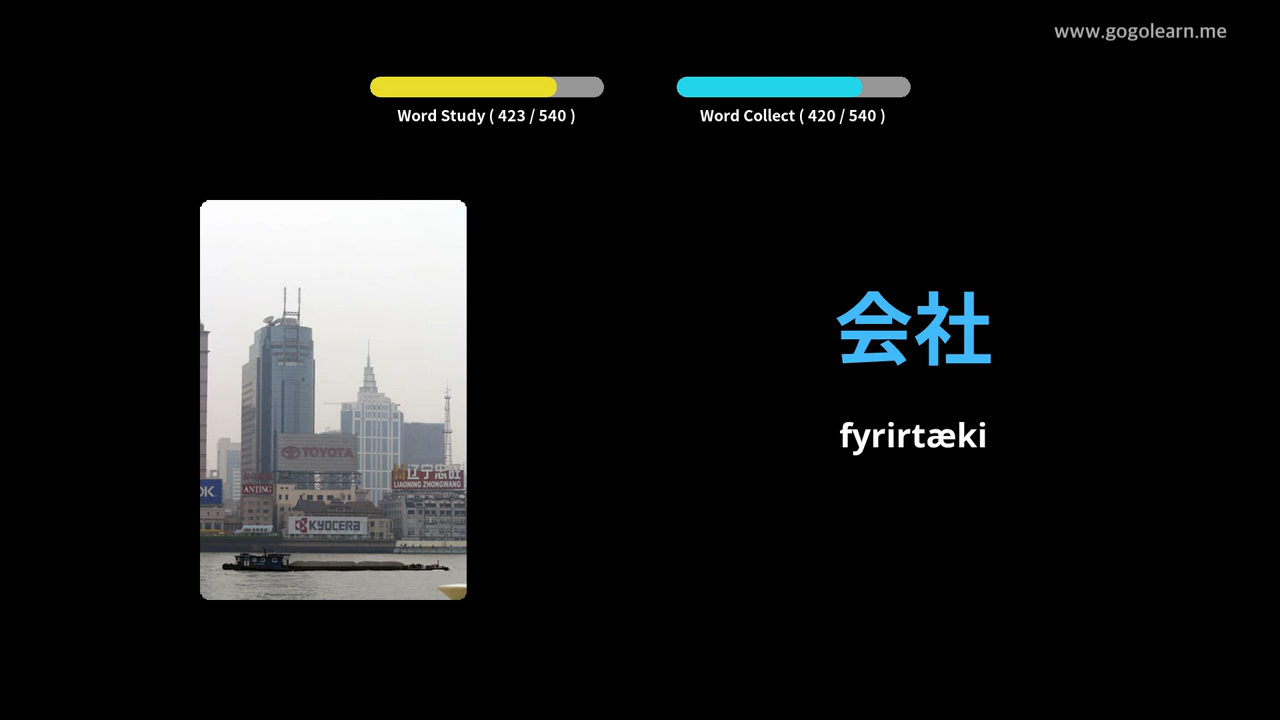 www.gogolearn.me
Word Study ( 423 / 540 )
Word Collect ( 420 / 540 )
会社
fyrirtæki
TOYOTA
辽宁忠旺
LIAONING ZHONGWANG
OK
ANTING
KYOCERA